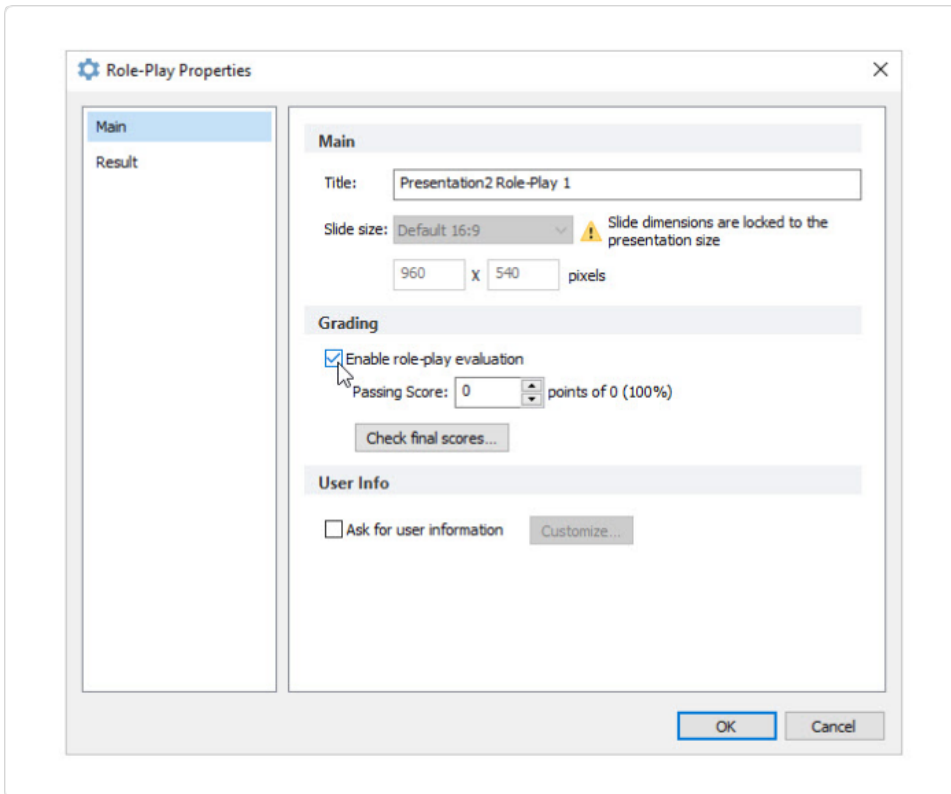 Role-Play Properties
Main
Result
Main
Title: Presentation2 Role-Play 1
Slide size: Default 16:9 Slide dimensions are locked to the
presentation size
960 X 540 pixels
Grading
Enable role-play evaluation
Passing Score: 0 points of 0 (100%)
Check final scores...
User Info
Ask for user information Customize...
OK Cancel